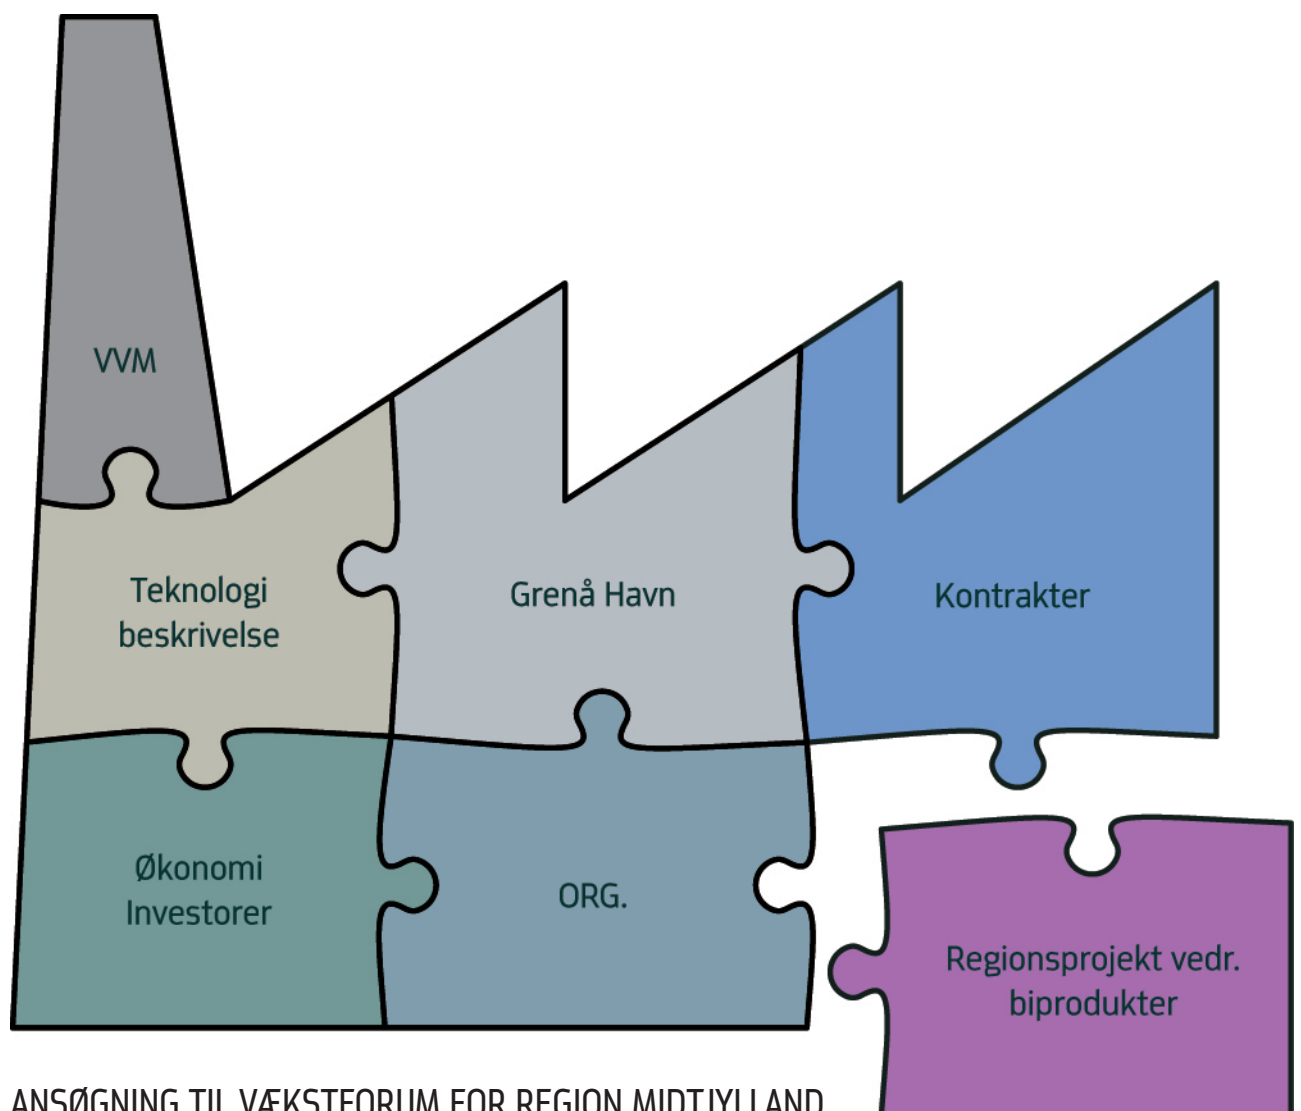 VVM
Teknologi
beskrivelse
Grenå Havn
Kontrakter
Økonomi
Investorer
ORG.
Regionsprojekt vedr.
biprodukter
ANSØGNING TIL VÆKSTFORUM FOR REGION MIDTJYLLAND